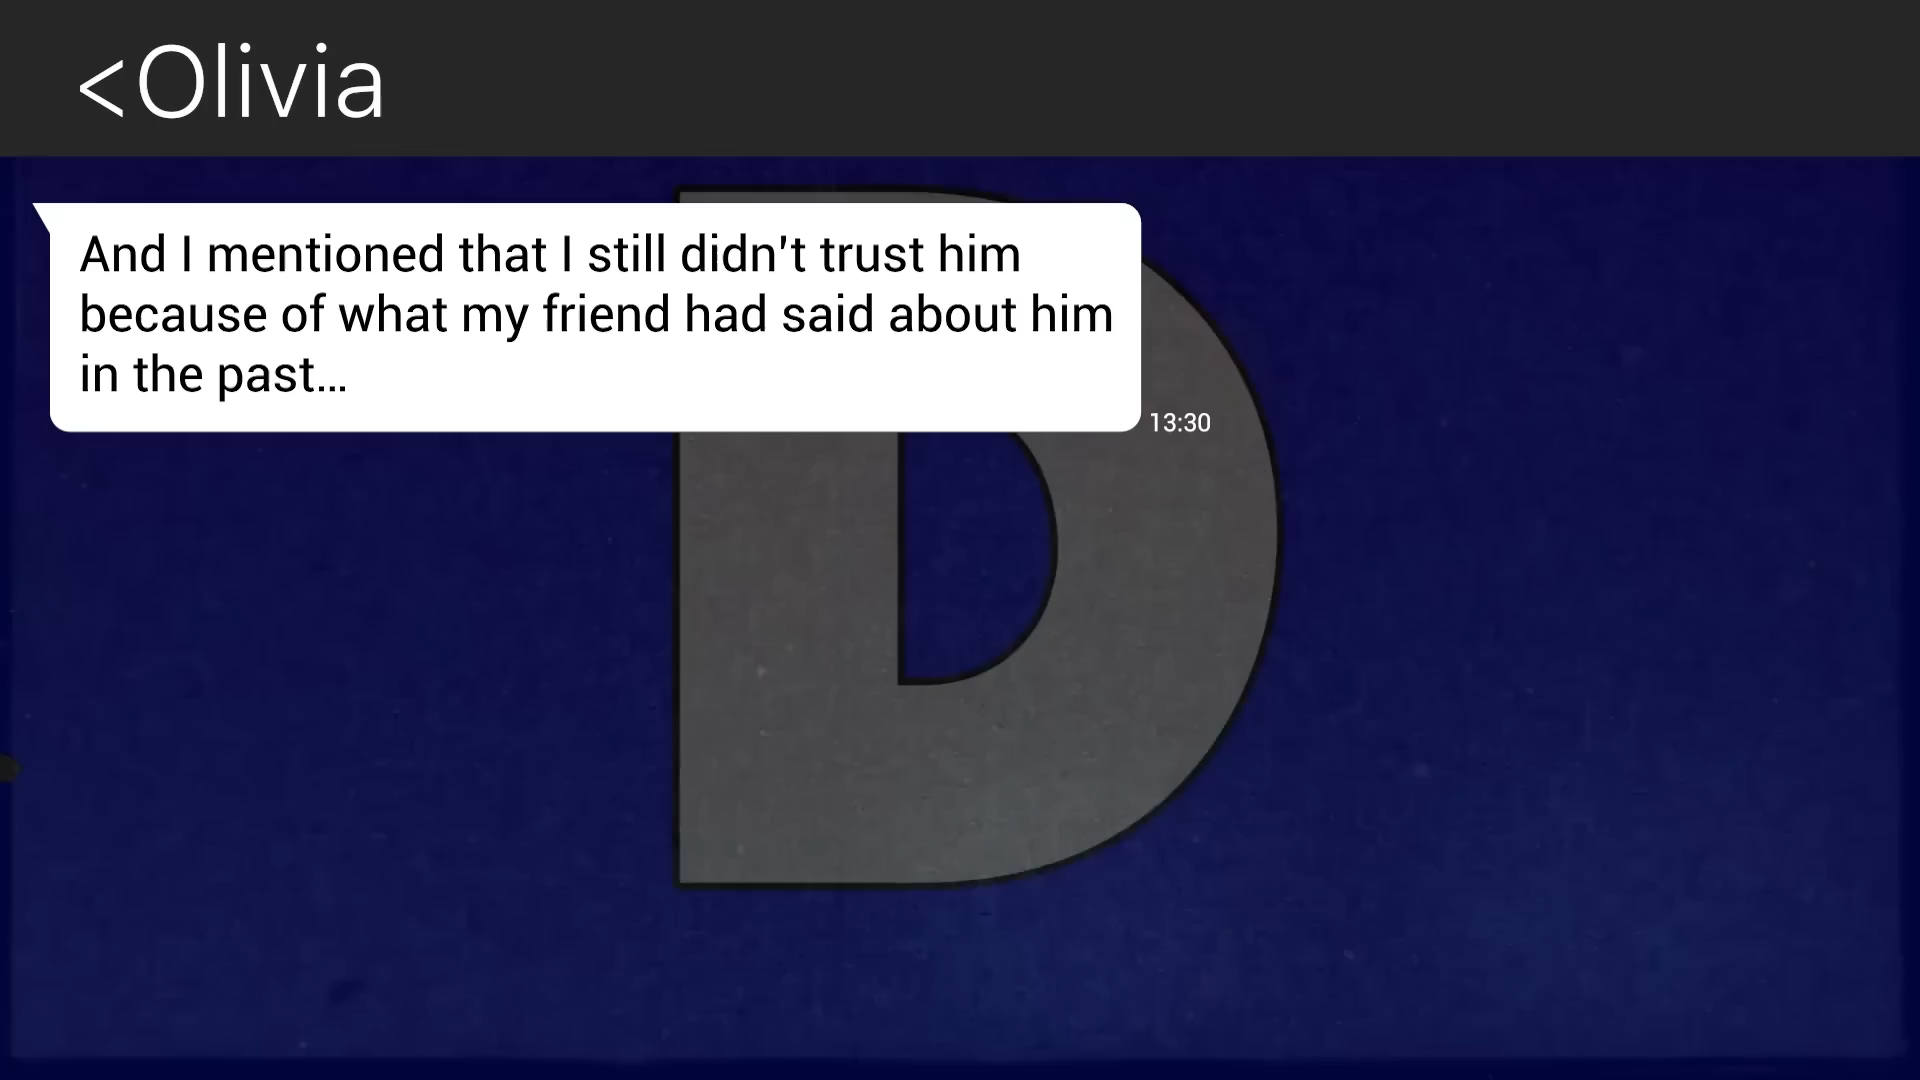 <Olivia
And I mentioned that I still didn't trust him
because of what my friend had said about him
in the past...
13:30
D